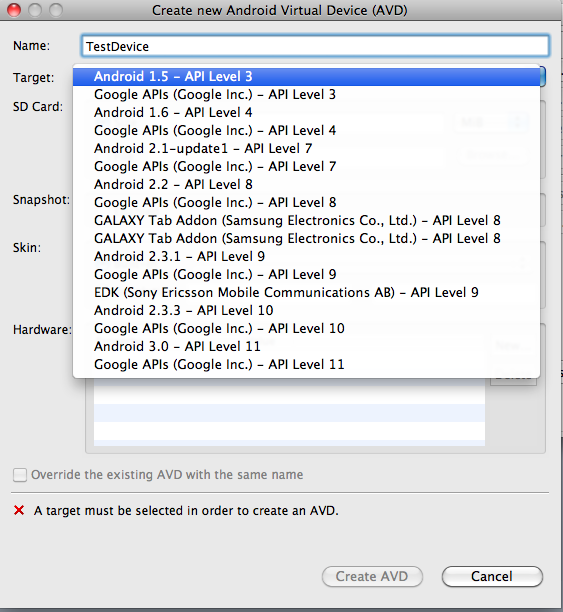 Create new Android Virtual Device (AVD)
Name: TestDevice
Target:
Android 1.5 – API Level 3
Google APIs (Google Inc.) – API Level 3
SD Card:
Android 1.6 – API Level 4
Google APIs (Google Inc.) – API Level 4
Android 2.1-update1 – API Level 7
Google APIs (Google Inc.) – API Level 7
Android 2.2 – API Level 8
Snapshot:
Google APIs (Google Inc.) – API Level 8
GALAXY Tab Addon (Samsung Electronics Co., Ltd.) – API Level 8
GALAXY Tab Addon (Samsung Electronics Co., Ltd.) – API Level 8
Skin:
Android 2.3.1 – API Level 9
Google APIs (Google Inc.) – API Level 9
EDK (Sony Ericsson Mobile Communications AB) – API Level 9
Android 2.3.3 – API Level 10
Hardware:
Google APIs (Google Inc.) – API Level 10
Android 3.0 – API Level 11
Google APIs (Google Inc.) – API Level 11
Override the existing AVD with the same name
A target must be selected in order to create an AVD.
Create AVD
Cancel